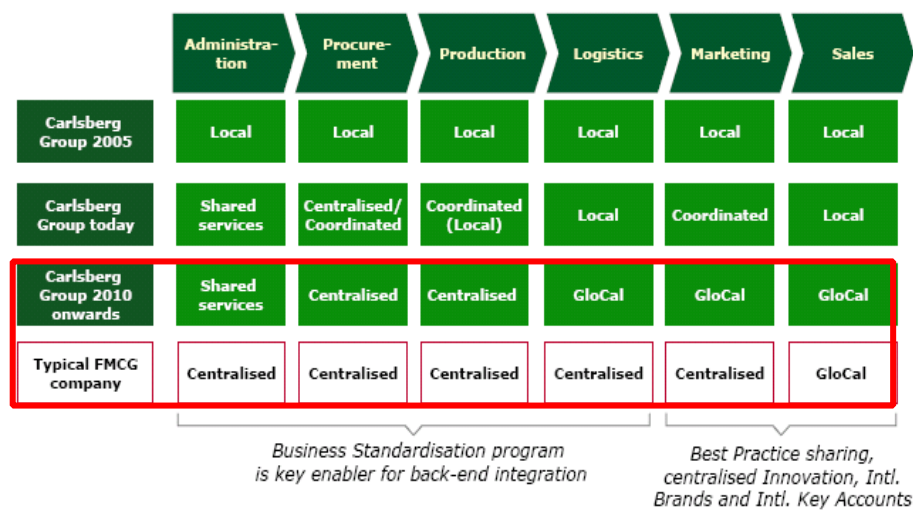 Administra-
tion
Procure-
ment
Production
Logistics
Marketing
Sales
Carlsberg
Group 2005
Local
Local
Local
Local
Local
Local
Carlsberg
Group today
Shared
services
Centralised/
Coordinated
Coordinated
(Local)
Local
Coordinated
Local
Carlsberg
Group 2010
onwards
Shared
services
Centralised
Centralised
GloCal
GloCal
GloCal
Typical FMCG
company
Centralised
Centralised
Centralised
Centralised
Centralised
GloCal
Business Standardisation program
is key enabler for back-end integration
Best Practice sharing,
centralised Innovation, Intl.
Brands and Intl. Key Accounts